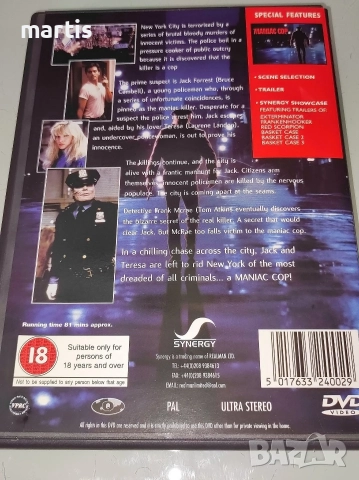 martis
New York City is terrorised by a
series of brutal bloody murders of
innocent victims. The police but in a
pressure cooker of public outcry
because it is discovered that the
killer is a cop
The prime suspect is Jack Forrest (Bruce
Cambell), a young policeman who, through
a series of unfortunate coincidences, is
pinned as the maniac killer. Desperate for a
suspect the police arrest him. Jack escapes
and, aided by his lover Teresa (Laurene Landon),
an undercover policewoman, is out to prove his
innocence.
The killings continue, and the city is
alive with a frantic manhunt for Jack. Citizens arm
themselves, innocent policemen are killed by the nervous
populace. The city is coming apart at the seams.
Detective Frank Mcrae (Tom Atkins) eventually discovers
the bizarre secret of the real killer. A secret that would
clear Jack, but McRae too falls victim to the maniac cop.
In a chilling chase across the city, Jack and
Teresa are left to rid New York of the most
dreaded of all criminals... a MANIAC COP!
SPECIAL FEATURES
MANIAC COP
• SCENE SELECTION
• TRAILER
• SYNERGY SHOWCASE
FEATURING TRAILERS OF:
EXTERMINATOR
FRANKENHOOKER
RED SCORPION
BASKET CASE
BASKET CASE 2
BASKET CASE 3
Running time 81 mins approx.
18
Suitable only for
persons of
18 years and over
Not to be supplied to any person below that age
SYNERGY
Synergy is a trading name of REALMAN LTD.
PAL
ULTRA STEREO
5 017633 240029
DVD
VIDEO
bazar.bg